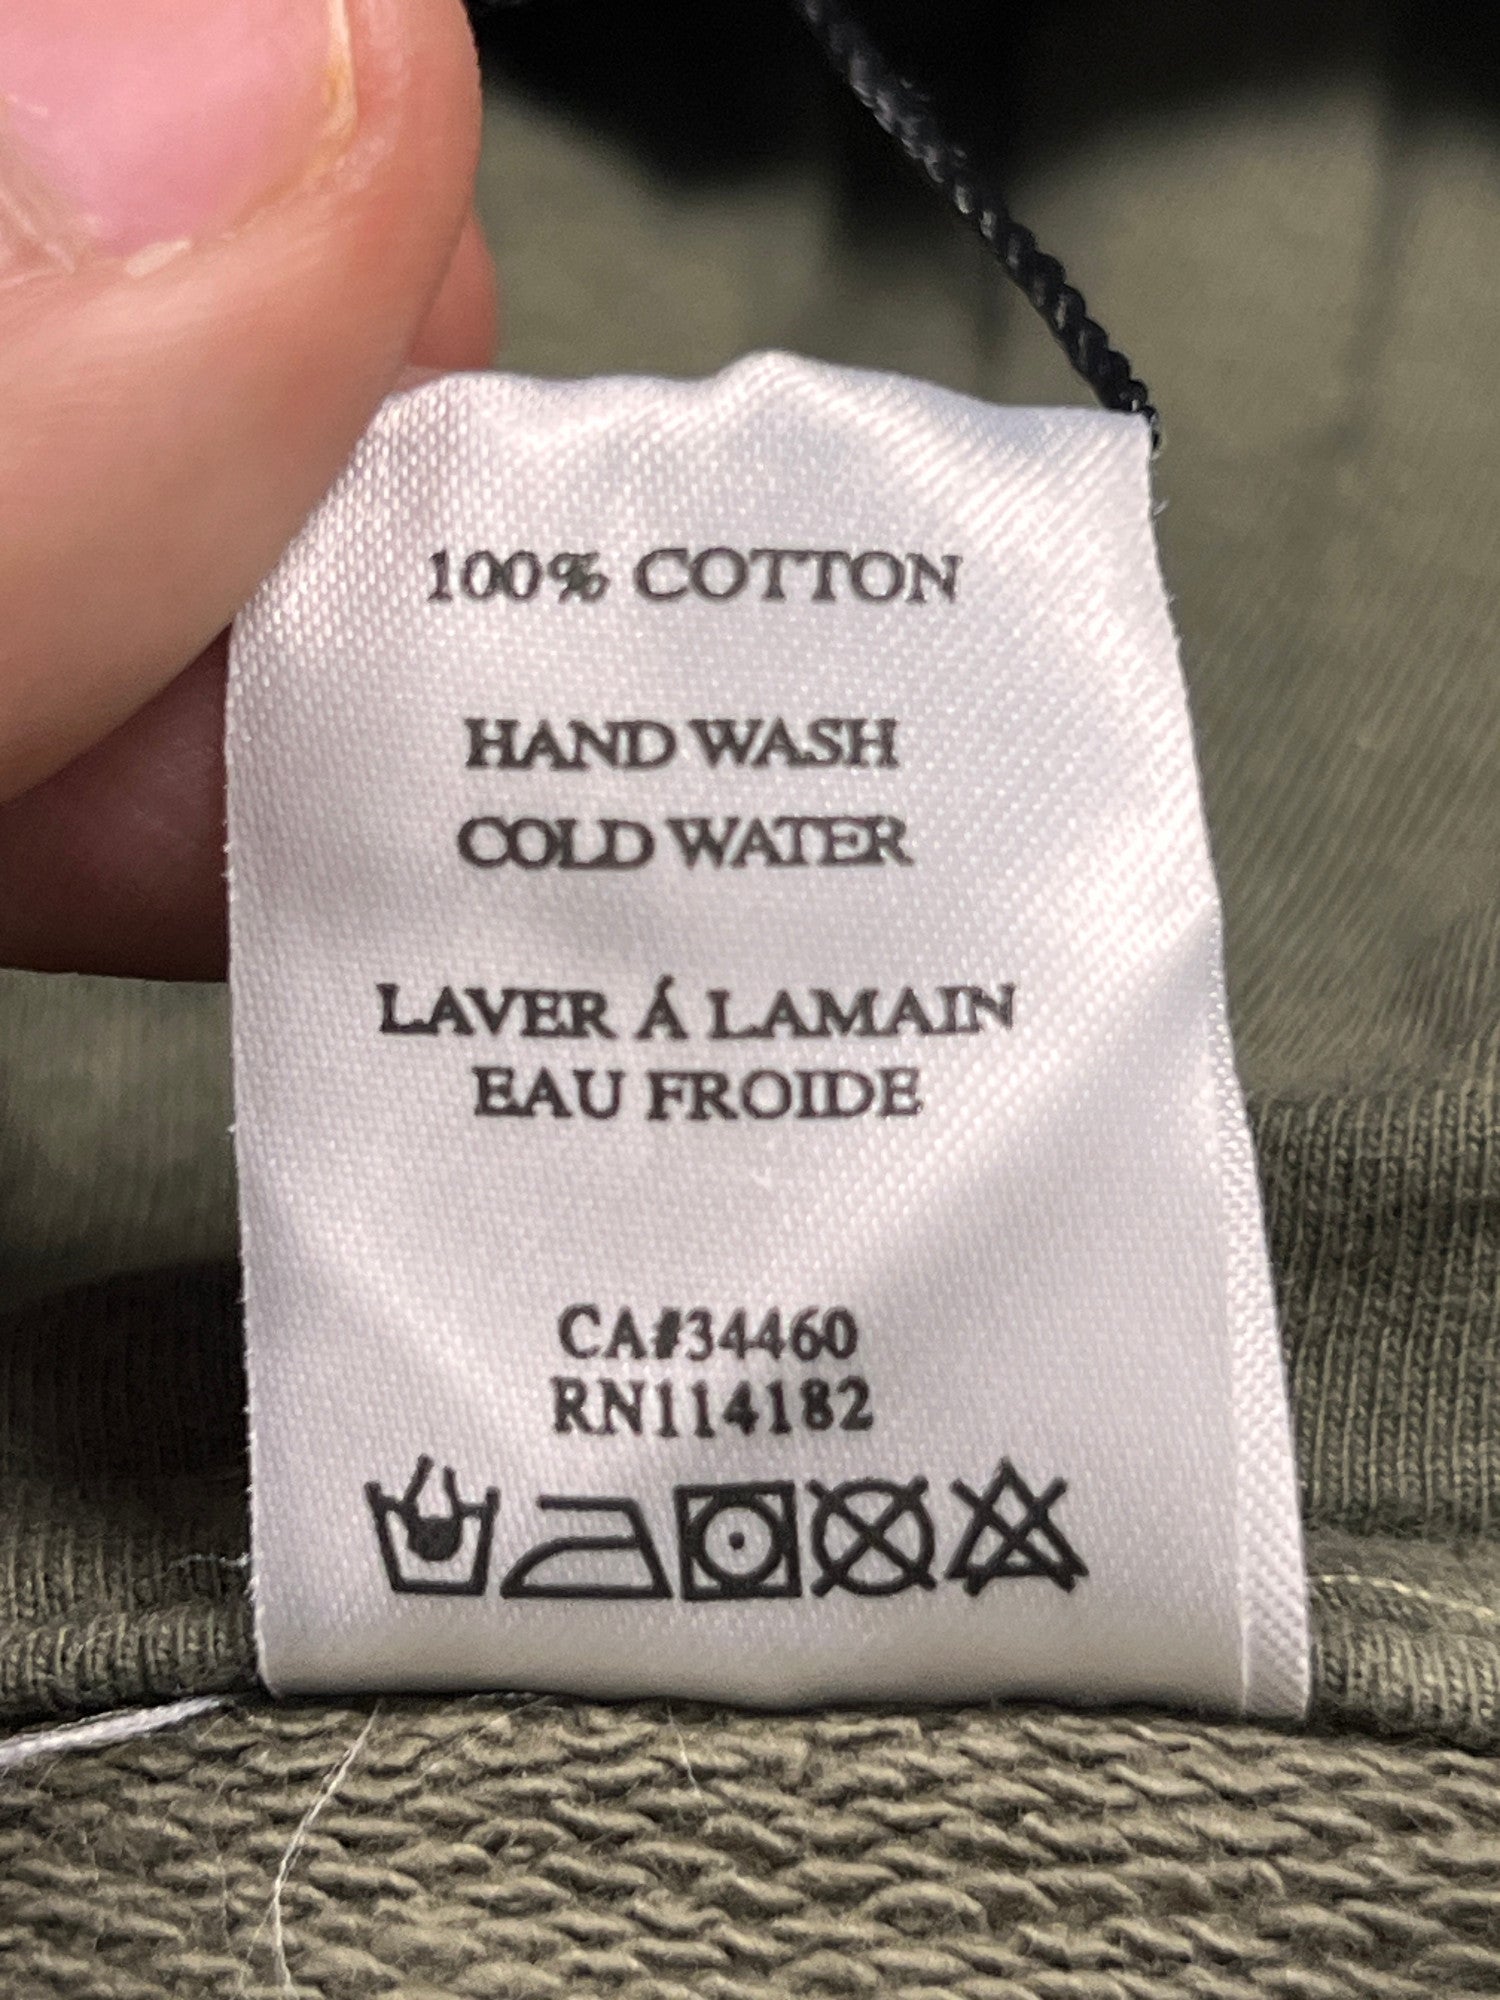 100% COTTON
HAND WASH
COLD WATER
LAVER Á LAMAIN
EAU FROIDE
CA#34460
RN114182